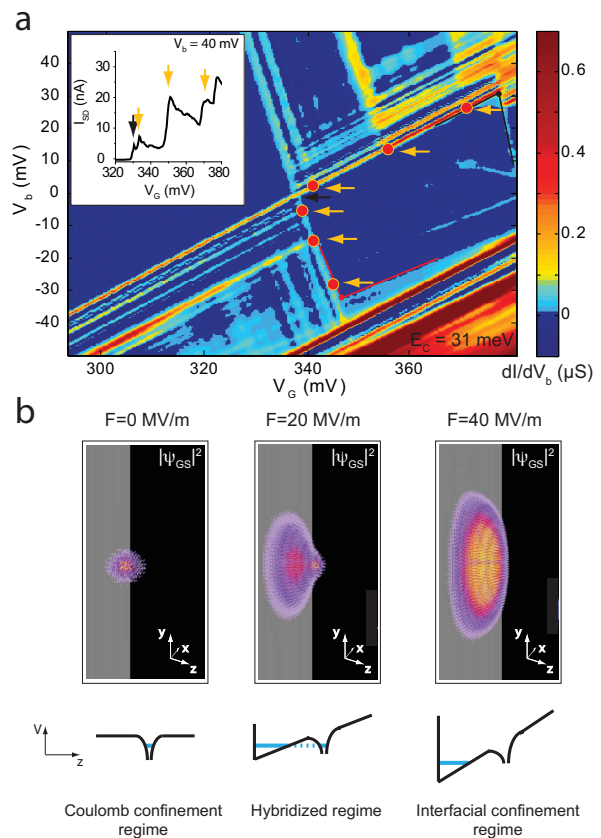 a
V_b = 40 mV
I_SD (nA)
30
20
10
0
320
340
360
380
V_G (mV)
V_b (mV)
50
40
30
20
10
0
-10
-20
-30
-40
E_C = 31 meV
300
320
340
360
V_G (mV)
0.6
0.4
0.2
0
dI/dV_b (µS)
b
F=0 MV/m
F=20 MV/m
F=40 MV/m
|ψ_GS|²
|ψ_GS|²
|ψ_GS|²
y
x
z
y
x
z
y
x
z
V
z
Coulomb confinement
regime
Hybridized regime
Interfacial confinement
regime